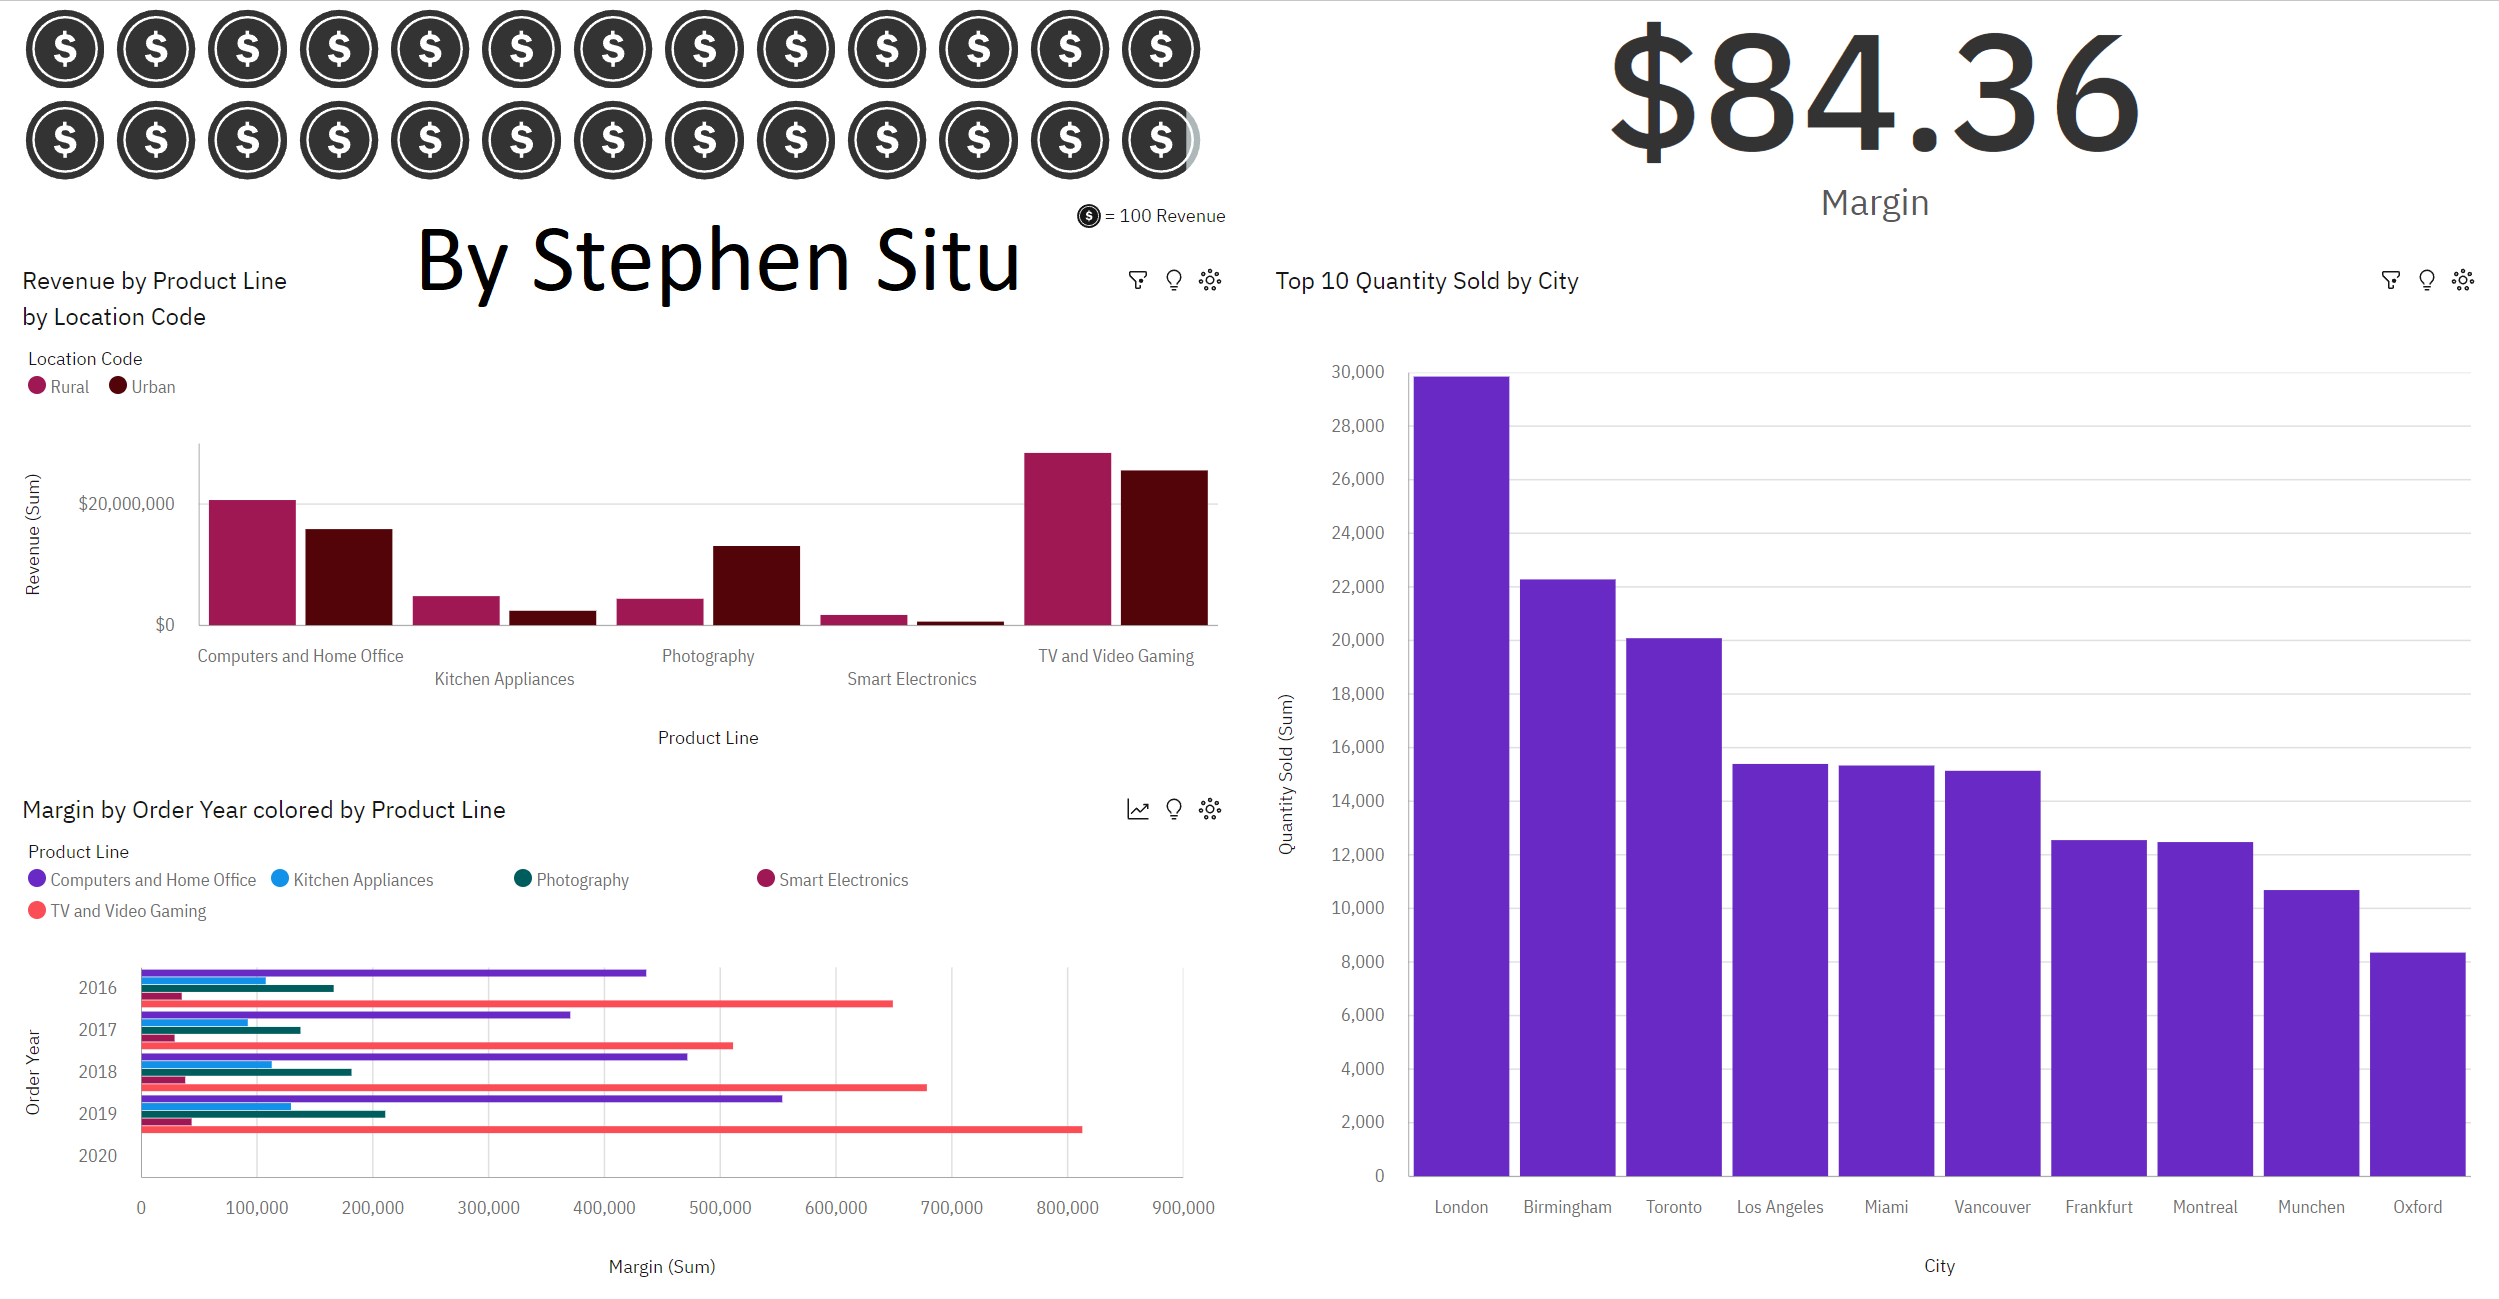 $ $ $ $ $ $ $ $ $ $ $ $ $
$ $ $ $ $ $ $ $ $ $ $ $ $
$ = 100 Revenue
$84.36
Margin
By Stephen Situ
Revenue by Product Line
by Location Code
Location Code
Rural Urban
Revenue (Sum)
$20,000,000
$0
Computers and Home Office
Kitchen Appliances
Photography
Smart Electronics
TV and Video Gaming
Product Line
Margin by Order Year colored by Product Line
Product Line
Computers and Home Office Kitchen Appliances Photography Smart Electronics
TV and Video Gaming
Order Year
2016
2017
2018
2019
2020
0 100,000 200,000 300,000 400,000 500,000 600,000 700,000 800,000 900,000
Margin (Sum)
Top 10 Quantity Sold by City
Quantity Sold (Sum)
30,000
28,000
26,000
24,000
22,000
20,000
18,000
16,000
14,000
12,000
10,000
8,000
6,000
4,000
2,000
0
London Birmingham Toronto Los Angeles Miami Vancouver Frankfurt Montreal Munchen Oxford
City